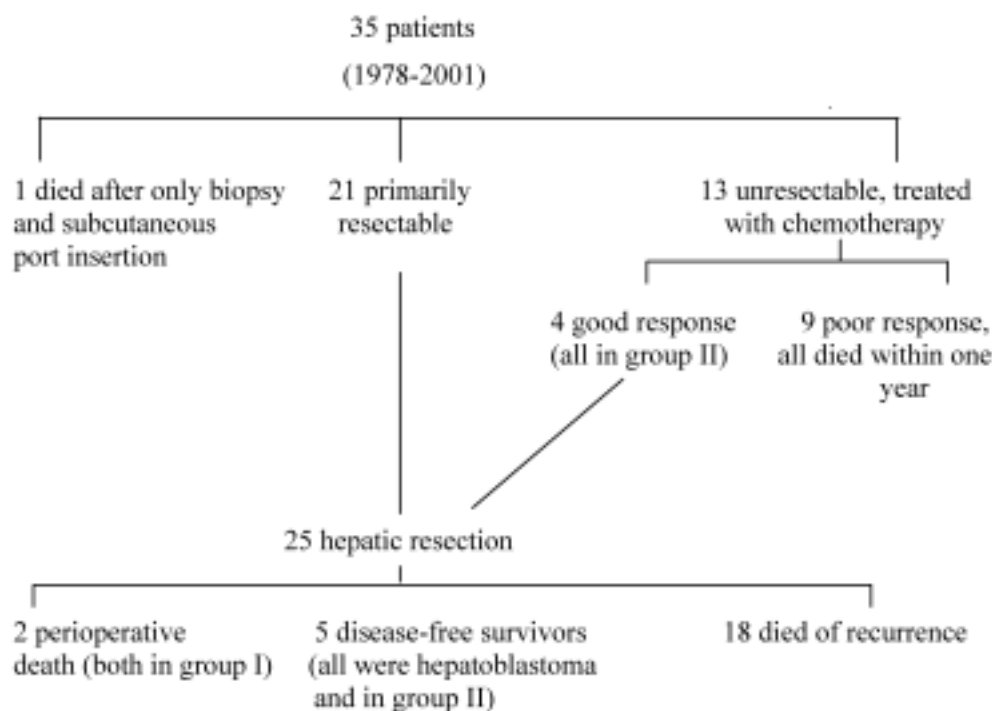 35 patients
(1978-2001)
1 died after only biopsy
and subcutaneous
port insertion
21 primarily
resectable
13 unresectable, treated
with chemotherapy
4 good response
(all in group II)
9 poor response,
all died within one
year
25 hepatic resection
2 perioperative
death (both in group I)
5 disease-free survivors
(all were hepatoblastoma
and in group II)
18 died of recurrence